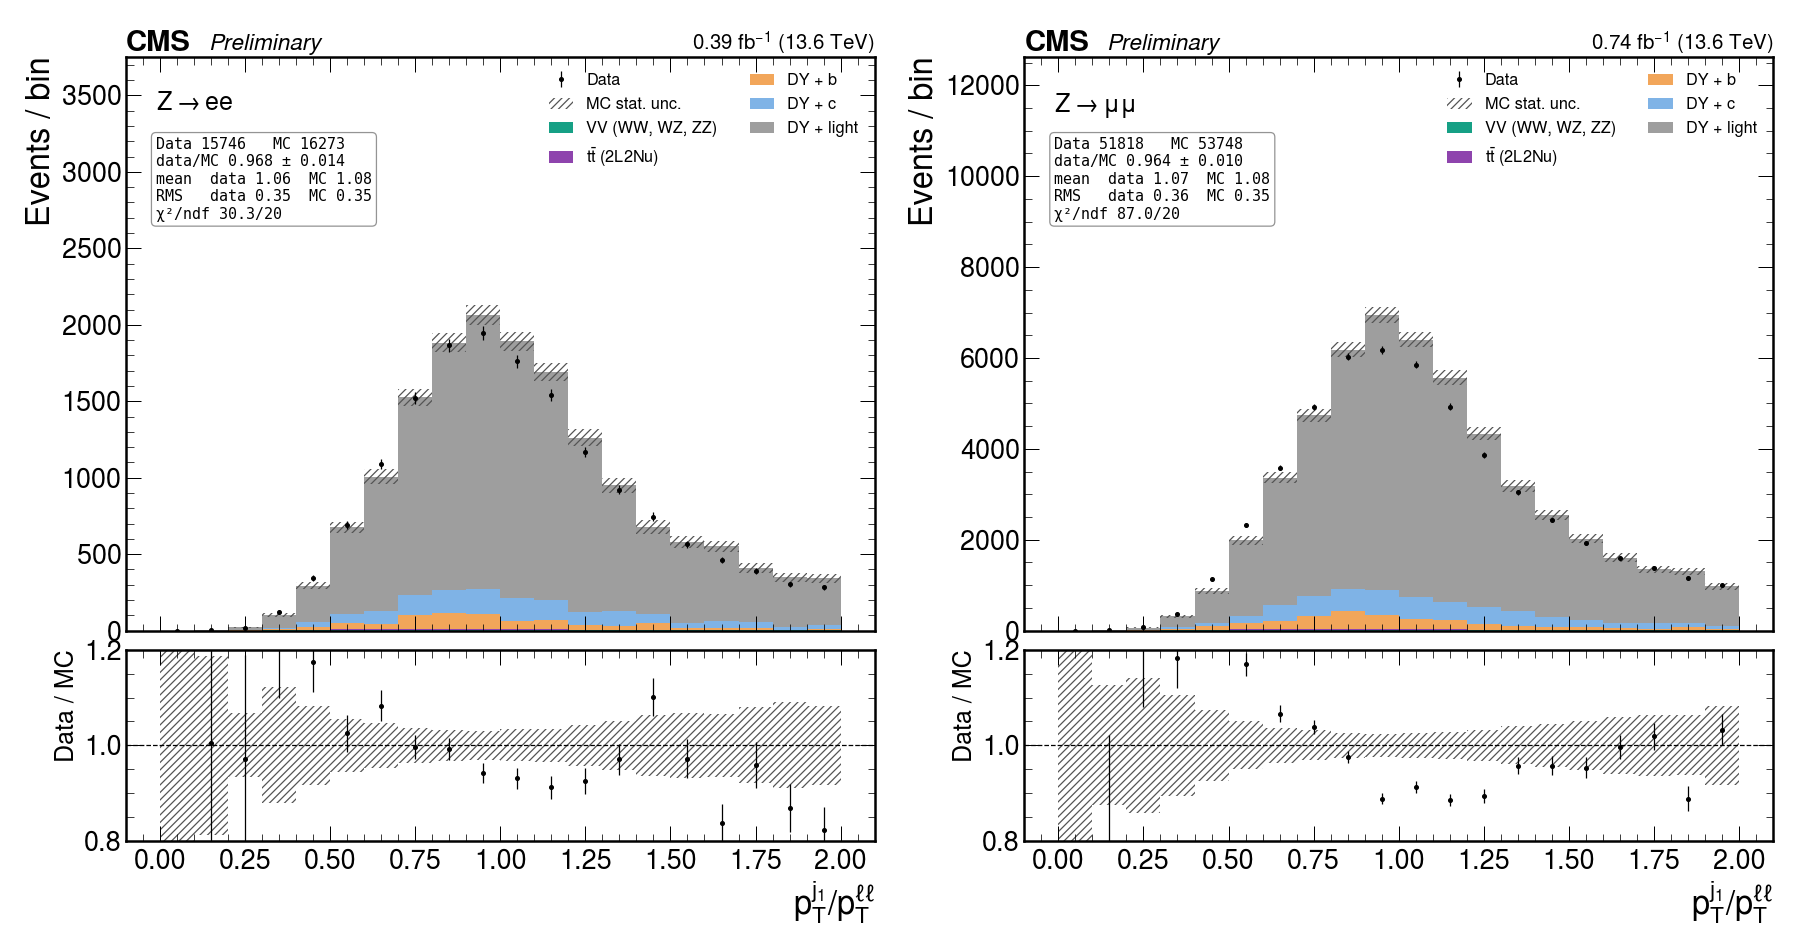 CMS Preliminary 0.39 fb⁻¹ (13.6 TeV)
Events / bin
Z→ee
Data 15746   MC 16273
data/MC 0.968 ± 0.014
mean  data 1.06  MC 1.08
RMS   data 0.35  MC 0.35
χ²/ndf 30.3/20
Data
MC stat. unc.
VV (WW, WZ, ZZ)
tt̄ (2L2Nu)
DY + b
DY + c
DY + light
3500
3000
2500
2000
1500
1000
500
0
Data / MC
1.2
1.0
0.8
0.00 0.25 0.50 0.75 1.00 1.25 1.50 1.75 2.00
p_T^{j₁}/p_T^{ℓℓ}
CMS Preliminary 0.74 fb⁻¹ (13.6 TeV)
Events / bin
Z→μμ
Data 51818   MC 53748
data/MC 0.964 ± 0.010
mean  data 1.07  MC 1.08
RMS   data 0.36  MC 0.35
χ²/ndf 87.0/20
Data
MC stat. unc.
VV (WW, WZ, ZZ)
tt̄ (2L2Nu)
DY + b
DY + c
DY + light
12000
10000
8000
6000
4000
2000
0
Data / MC
1.2
1.0
0.8
0.00 0.25 0.50 0.75 1.00 1.25 1.50 1.75 2.00
p_T^{j₁}/p_T^{ℓℓ}